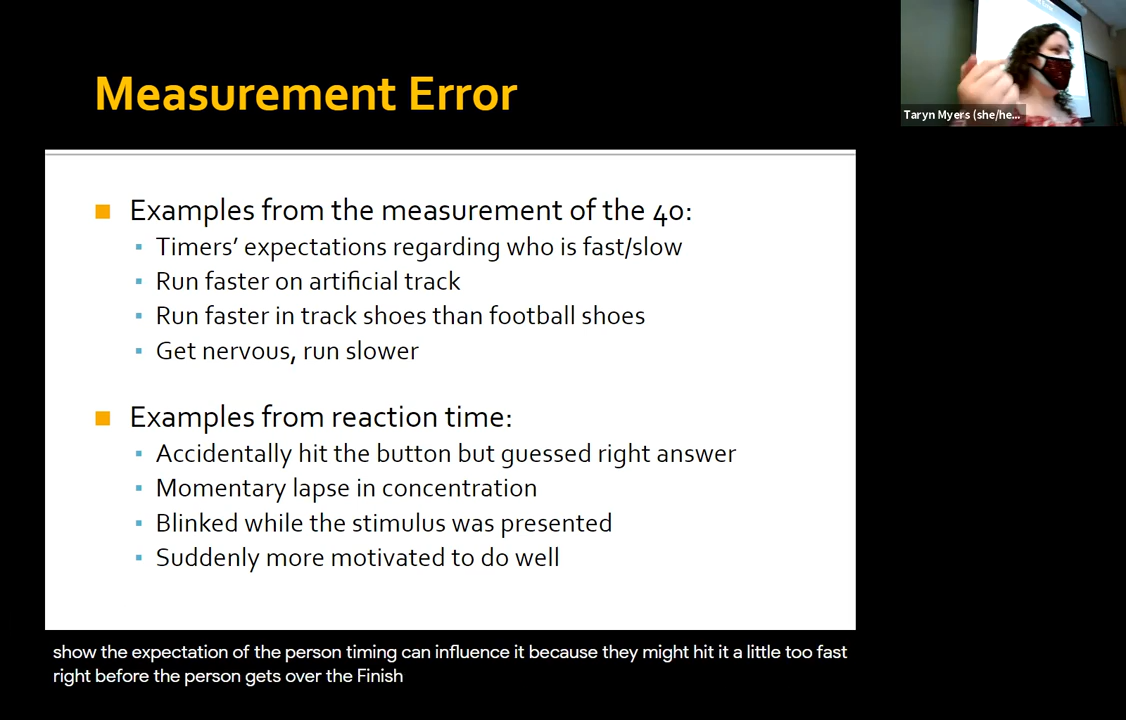 Measurement Error
Taryn Myers (she/he...
Examples from the measurement of the 40:
Timers' expectations regarding who is fast/slow
Run faster on artificial track
Run faster in track shoes than football shoes
Get nervous, run slower
Examples from reaction time:
Accidentally hit the button but guessed right answer
Momentary lapse in concentration
Blinked while the stimulus was presented
Suddenly more motivated to do well
show the expectation of the person timing can influence it because they might hit it a little too fast
right before the person gets over the Finish